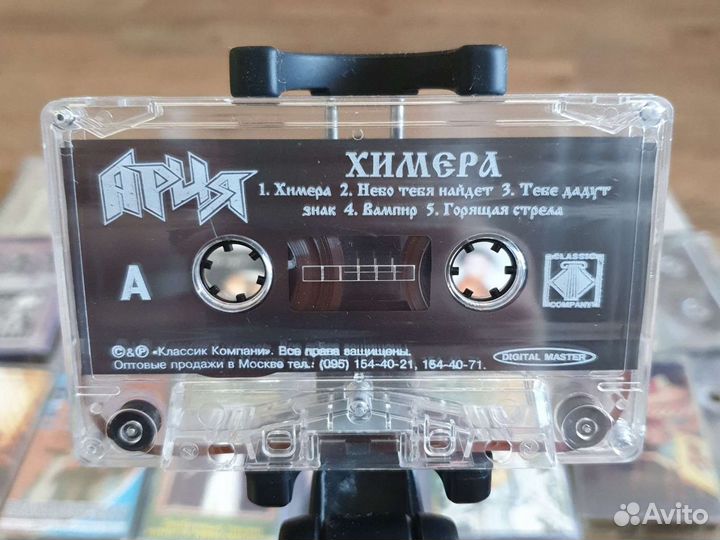 АРИЯ
ХИМЕРА
1. Химера 2. Небо тебя найдет 3. Тебе дадут
знак 4. Вампир 5. Горящая стрела
A
CLASSIC
COMPANY
©&℗ «Классик Компани». Все права защищены.
Оптовые продажи в Москве тел.: (095) 154-40-21, 154-40-71.
DIGITAL MASTER
Avito